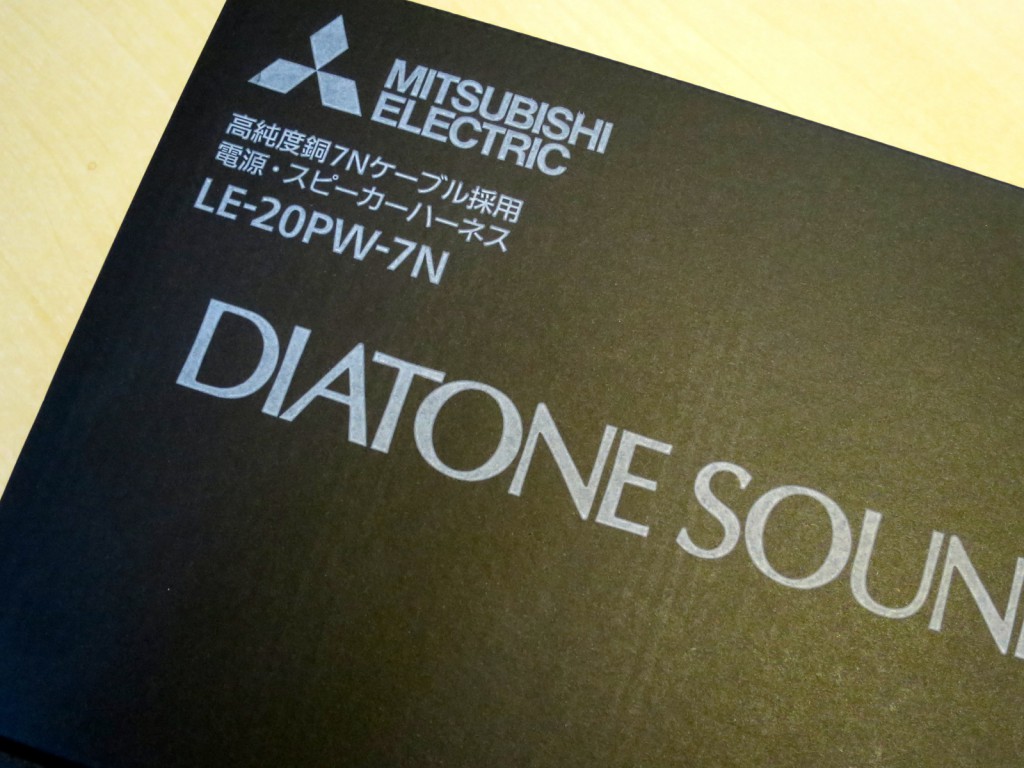 MITSUBISHI
ELECTRIC
高純度銅7Nケーブル採用
電源・スピーカーハーネス
LE-20PW-7N
DIATONE SOUN